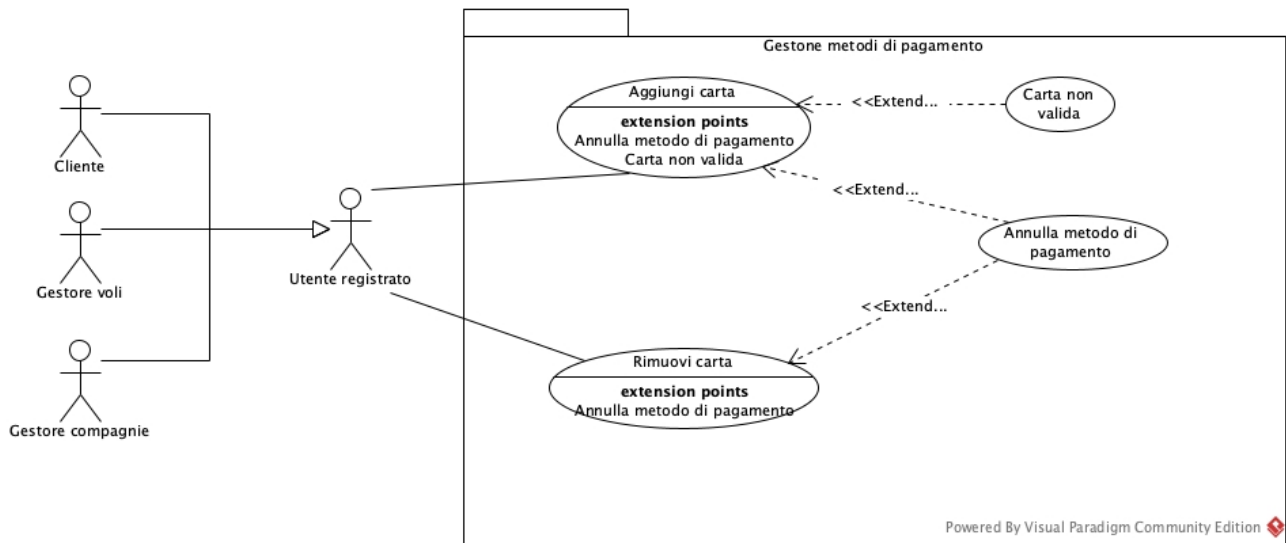 Gestone metodi di pagamento
Cliente
Gestore voli
Gestore compagnie
Utente registrato
Aggiungi carta
extension points
Annulla metodo di pagamento
Carta non valida
<<Extend...
Carta non
valida
<<Extend...
Annulla metodo di
pagamento
<<Extend...
Rimuovi carta
extension points
Annulla metodo di pagamento
Powered By Visual Paradigm Community Edition